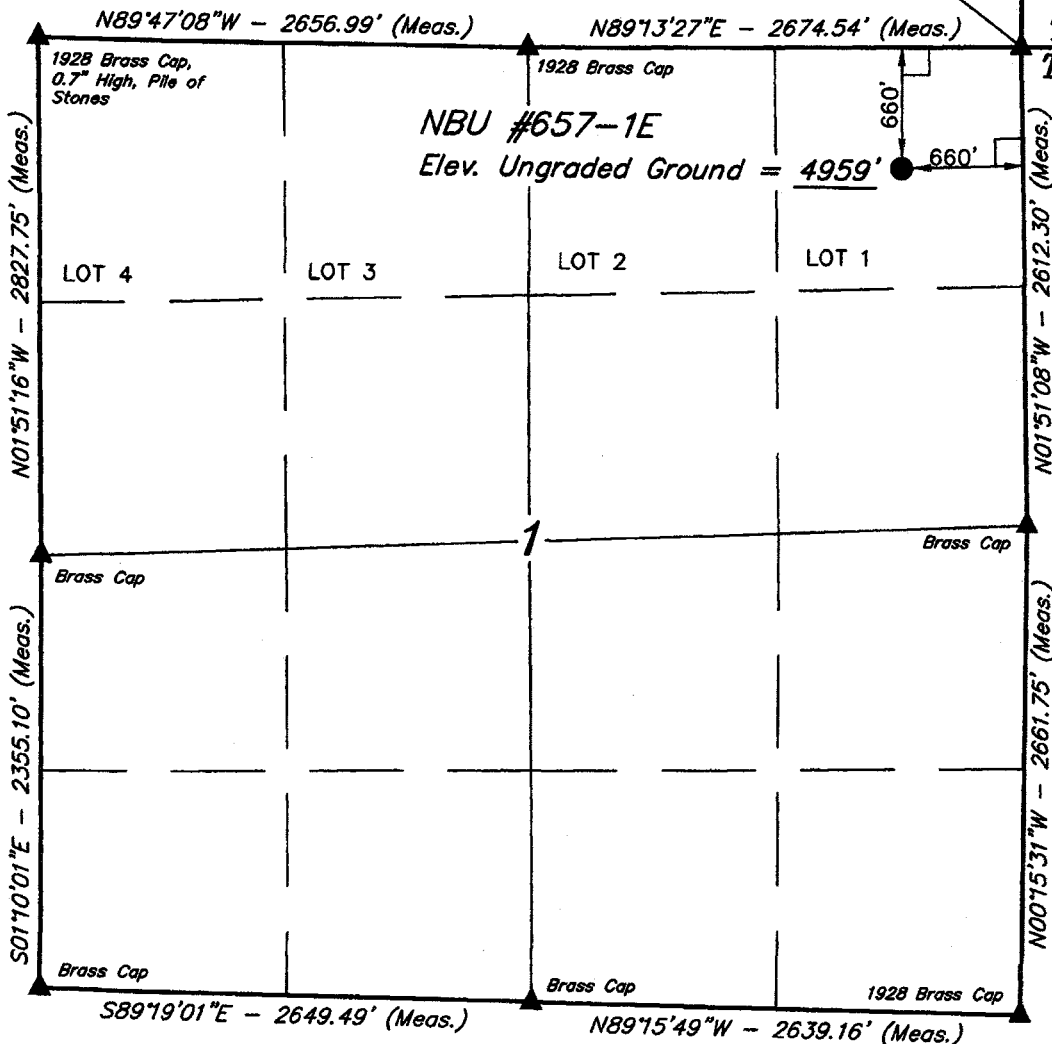 N89°47'08"W - 2656.99' (Meas.)
N89°13'27"E - 2674.54' (Meas.)
1928 Brass Cap,
0.7" High, Pile of
Stones
1928 Brass Cap
T
660'
NBU #657-1E
Elev. Ungraded Ground = 4959'
660'
N01°51'16"W - 2827.75' (Meas.)
N01°51'08"W - 2612.30' (Meas.)
LOT 4
LOT 3
LOT 2
LOT 1
1
Brass Cap
Brass Cap
S01°10'01"E - 2355.10' (Meas.)
N00°15'31"W - 2661.75' (Meas.)
Brass Cap
Brass Cap
1928 Brass Cap
S89°19'01"E - 2649.49' (Meas.)
N89°15'49"W - 2639.16' (Meas.)